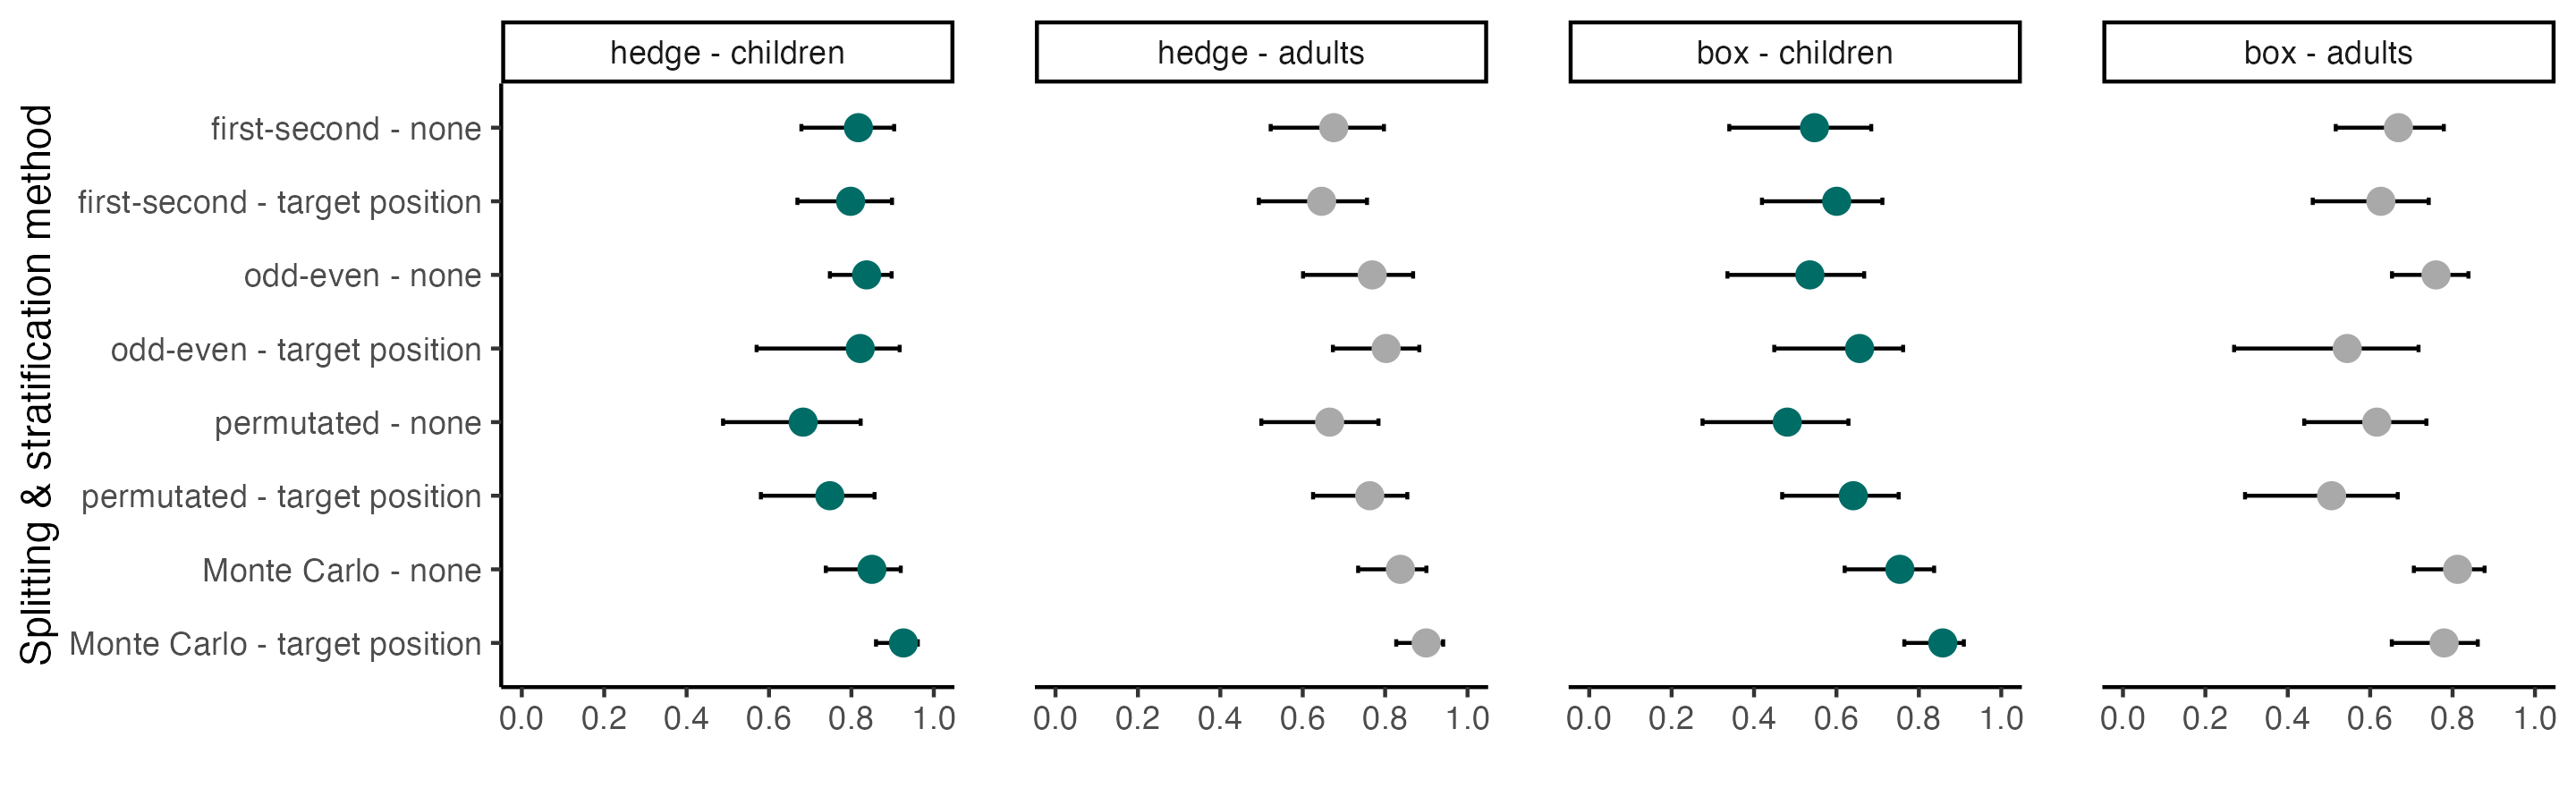 hedge - children
hedge - adults
box - children
box - adults
Splitting & stratification method
first-second - none
first-second - target position
odd-even - none
odd-even - target position
permutated - none
permutated - target position
Monte Carlo - none
Monte Carlo - target position
0.0 0.2 0.4 0.6 0.8 1.0
0.0 0.2 0.4 0.6 0.8 1.0
0.0 0.2 0.4 0.6 0.8 1.0
0.0 0.2 0.4 0.6 0.8 1.0